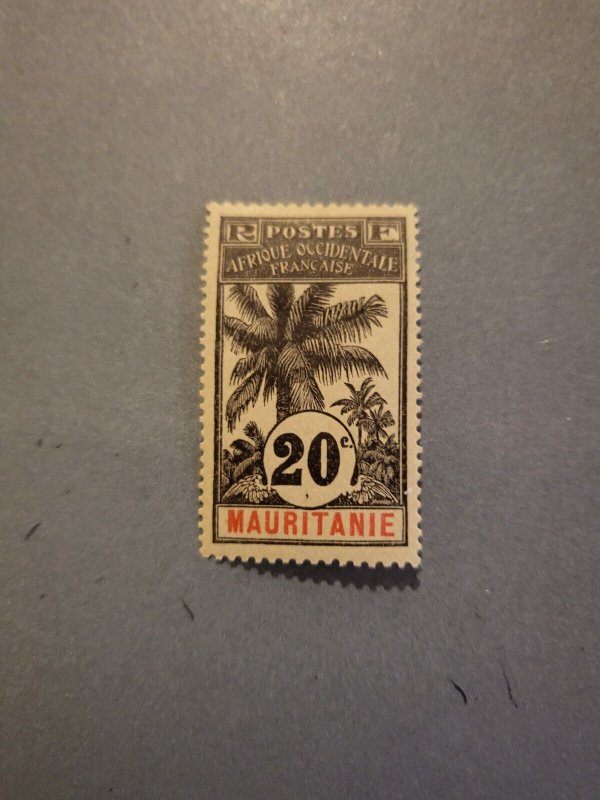 R POSTES F
AFRIQUE OCCIDENTALE
FRANÇAISE
20c.
MAURITANIE